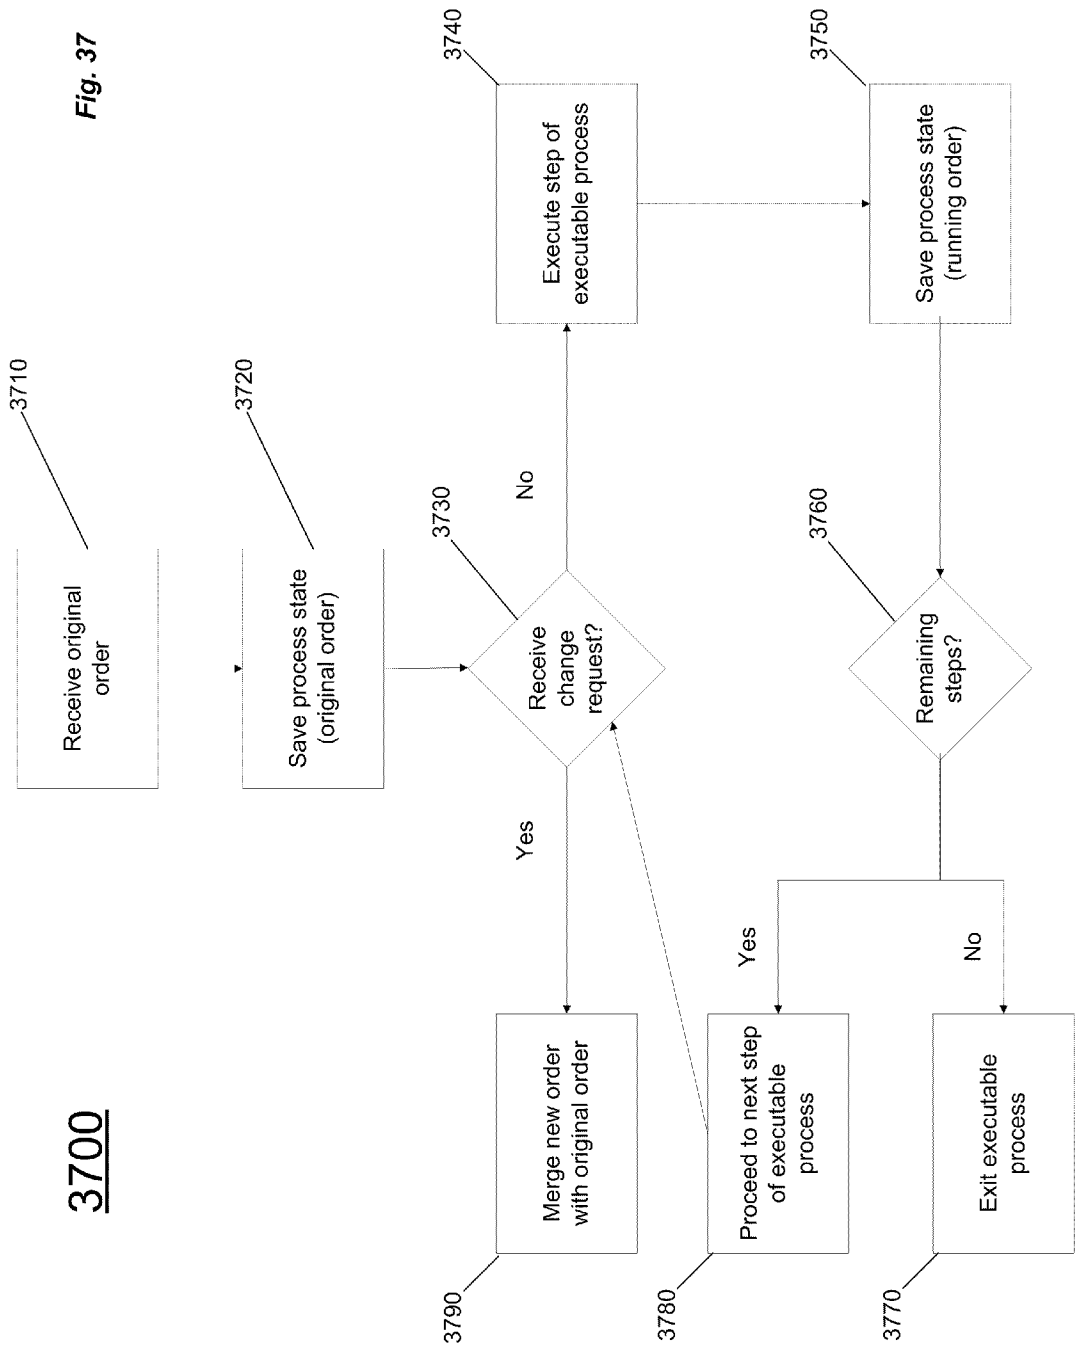 3700
Fig. 37
3710
Receive original
order
3720
Save process state
(original order)
3730
Receive
change
request?
Yes
No
3740
Execute step of
executable process
3790
Merge new order
with original order
3750
Save process state
(running order)
3760
Remaining
steps?
Yes
No
3780
Proceed to next step
of executable
process
3770
Exit executable
process